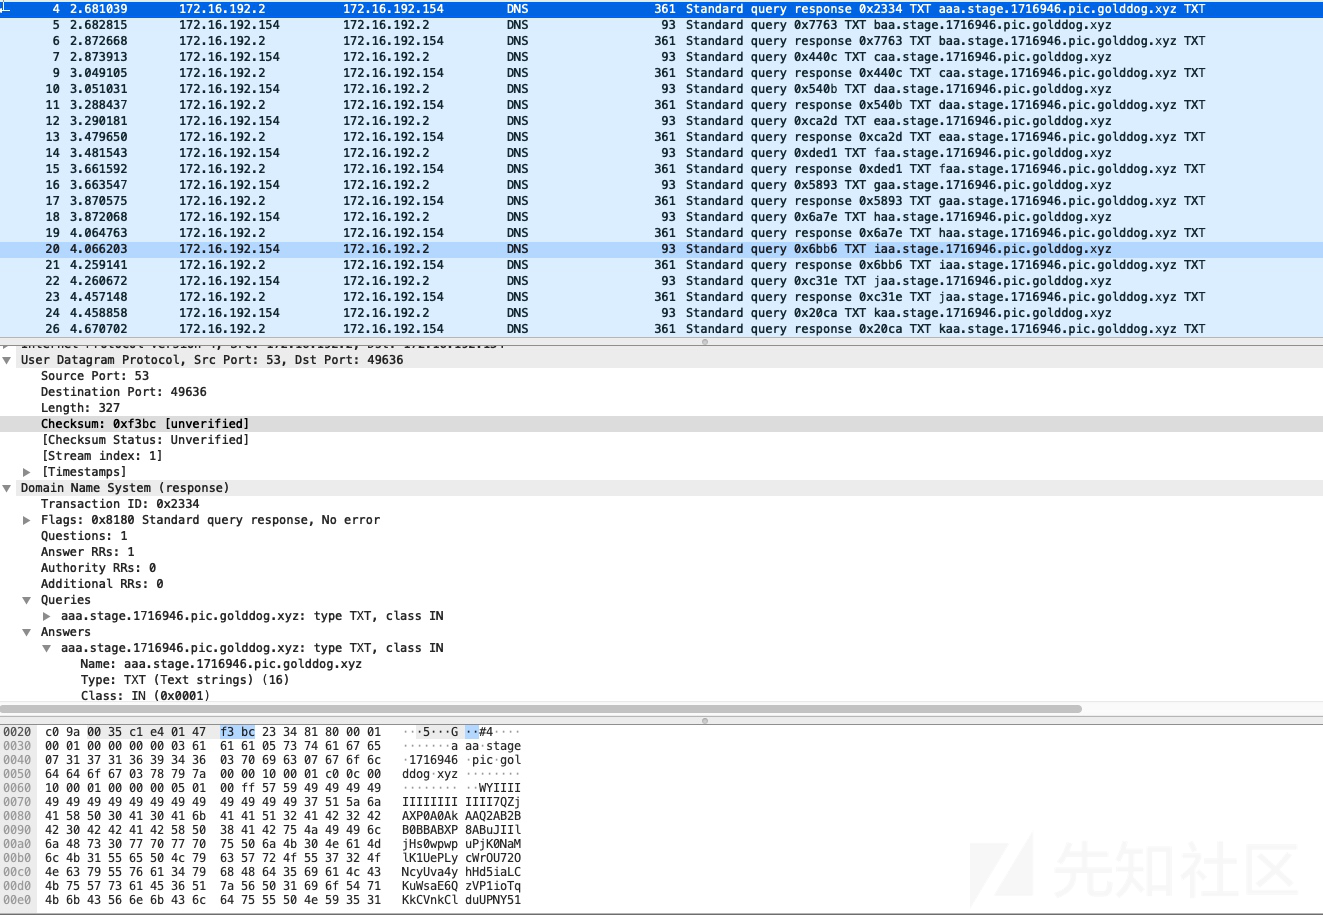 4 2.681039 172.16.192.2 172.16.192.154 DNS 361 Standard query response 0x2334 TXT aaa.stage.1716946.pic.golddog.xyz TXT
5 2.682815 172.16.192.154 172.16.192.2 DNS 93 Standard query 0x7763 TXT baa.stage.1716946.pic.golddog.xyz
6 2.872668 172.16.192.2 172.16.192.154 DNS 361 Standard query response 0x7763 TXT baa.stage.1716946.pic.golddog.xyz TXT
7 2.873913 172.16.192.154 172.16.192.2 DNS 93 Standard query 0x440c TXT caa.stage.1716946.pic.golddog.xyz
9 3.049105 172.16.192.2 172.16.192.154 DNS 361 Standard query response 0x440c TXT caa.stage.1716946.pic.golddog.xyz TXT
10 3.051031 172.16.192.154 172.16.192.2 DNS 93 Standard query 0x540b TXT daa.stage.1716946.pic.golddog.xyz
11 3.288437 172.16.192.2 172.16.192.154 DNS 361 Standard query response 0x540b TXT daa.stage.1716946.pic.golddog.xyz TXT
12 3.290181 172.16.192.154 172.16.192.2 DNS 93 Standard query 0xca2d TXT eaa.stage.1716946.pic.golddog.xyz
13 3.479650 172.16.192.2 172.16.192.154 DNS 361 Standard query response 0xca2d TXT eaa.stage.1716946.pic.golddog.xyz TXT
14 3.481543 172.16.192.154 172.16.192.2 DNS 93 Standard query 0xded1 TXT faa.stage.1716946.pic.golddog.xyz
15 3.661592 172.16.192.2 172.16.192.154 DNS 361 Standard query response 0xded1 TXT faa.stage.1716946.pic.golddog.xyz TXT
16 3.663547 172.16.192.154 172.16.192.2 DNS 93 Standard query 0x5893 TXT gaa.stage.1716946.pic.golddog.xyz
17 3.870575 172.16.192.2 172.16.192.154 DNS 361 Standard query response 0x5893 TXT gaa.stage.1716946.pic.golddog.xyz TXT
18 3.872068 172.16.192.154 172.16.192.2 DNS 93 Standard query 0x6a7e TXT haa.stage.1716946.pic.golddog.xyz
19 4.064763 172.16.192.2 172.16.192.154 DNS 361 Standard query response 0x6a7e TXT haa.stage.1716946.pic.golddog.xyz TXT
20 4.066203 172.16.192.154 172.16.192.2 DNS 93 Standard query 0x6bb6 TXT iaa.stage.1716946.pic.golddog.xyz
21 4.259141 172.16.192.2 172.16.192.154 DNS 361 Standard query response 0x6bb6 TXT iaa.stage.1716946.pic.golddog.xyz TXT
22 4.260672 172.16.192.154 172.16.192.2 DNS 93 Standard query 0xc31e TXT jaa.stage.1716946.pic.golddog.xyz
23 4.457148 172.16.192.2 172.16.192.154 DNS 361 Standard query response 0xc31e TXT jaa.stage.1716946.pic.golddog.xyz TXT
24 4.458858 172.16.192.154 172.16.192.2 DNS 93 Standard query 0x20ca TXT kaa.stage.1716946.pic.golddog.xyz
26 4.670702 172.16.192.2 172.16.192.154 DNS 361 Standard query response 0x20ca TXT kaa.stage.1716946.pic.golddog.xyz TXT
User Datagram Protocol, Src Port: 53, Dst Port: 49636
Source Port: 53
Destination Port: 49636
Length: 327
Checksum: 0xf3bc [unverified]
[Checksum Status: Unverified]
[Stream index: 1]
[Timestamps]
Domain Name System (response)
Transaction ID: 0x2334
Flags: 0x8180 Standard query response, No error
Questions: 1
Answer RRs: 1
Authority RRs: 0
Additional RRs: 0
Queries
aaa.stage.1716946.pic.golddog.xyz: type TXT, class IN
Answers
aaa.stage.1716946.pic.golddog.xyz: type TXT, class IN
Name: aaa.stage.1716946.pic.golddog.xyz
Type: TXT (Text strings) (16)
Class: IN (0x0001)
0020 c0 9a 00 35 c1 e4 01 47 f3 bc 23 34 81 80 00 01 ···5···G ··#4····
0030 00 01 00 00 00 00 03 61 61 61 05 73 74 61 67 65 ·······a aa·stage
0040 07 31 37 31 36 39 34 36 03 70 69 63 07 67 6f 6c ·1716946 ·pic·gol
0050 64 64 6f 67 03 78 79 7a 00 00 10 00 01 c0 0c 00 ddog·xyz ········
0060 10 00 01 00 00 00 05 01 00 ff 57 59 49 49 49 49 ········ ··WYIIII
0070 49 49 49 49 49 49 49 49 49 49 49 49 37 51 5a 6a IIIIIIII IIII7QZj
0080 41 58 50 30 41 30 41 6b 41 41 51 32 41 42 32 42 AXP0A0Ak AAQ2AB2B
0090 42 30 42 42 41 42 58 50 38 41 42 75 4a 49 49 6c B0BBABXP 8ABuJIIl
00a0 6a 48 73 30 77 70 77 70 75 50 6a 4b 30 4e 61 4d jHs0wpwp uPjK0NaM
00b0 6c 4b 31 55 65 50 4c 79 63 57 72 4f 55 37 32 4f lK1UePLy cWrOU72O
00c0 4e 63 79 55 76 61 34 79 68 48 64 35 69 61 4c 43 NcyUva4y hHd5iaLC
00d0 4b 75 57 73 61 45 36 51 7a 56 50 31 69 6f 54 71 KuWsaE6Q zVP1ioTq
00e0 4b 6b 43 56 6e 6b 43 6c 64 75 55 50 4e 59 35 31 KkCVnkCl duUPNY51
先知社区